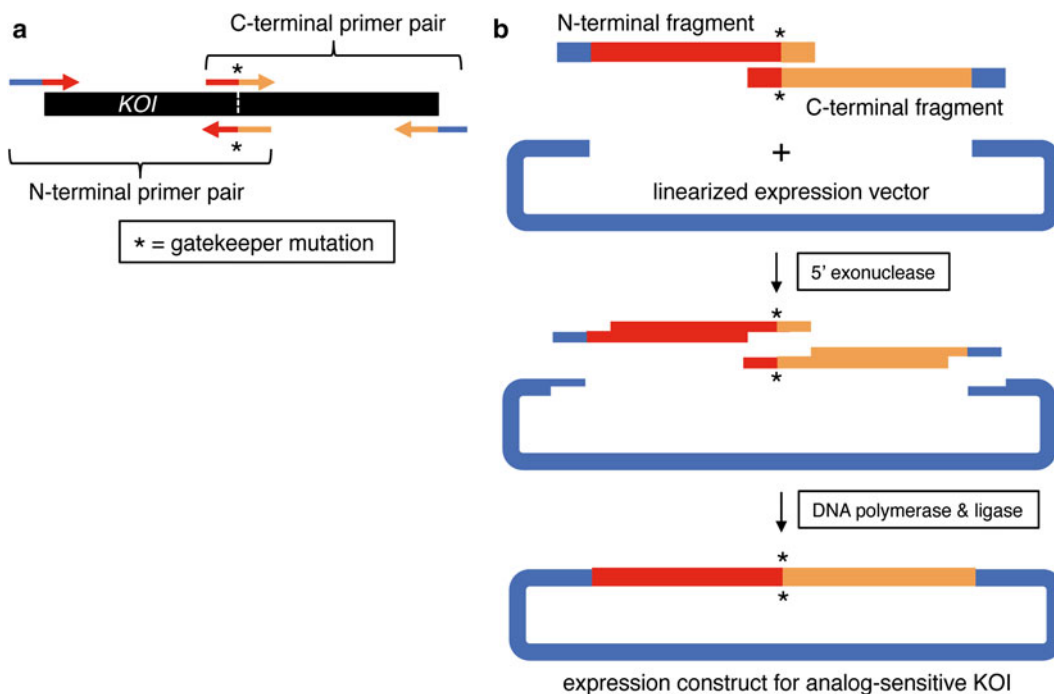 a
C-terminal primer pair
*
KOI
*
N-terminal primer pair
* = gatekeeper mutation
b
N-terminal fragment
*
*
C-terminal fragment
+
linearized expression vector
5' exonuclease
*
*
DNA polymerase & ligase
*
*
expression construct for analog-sensitive KOI